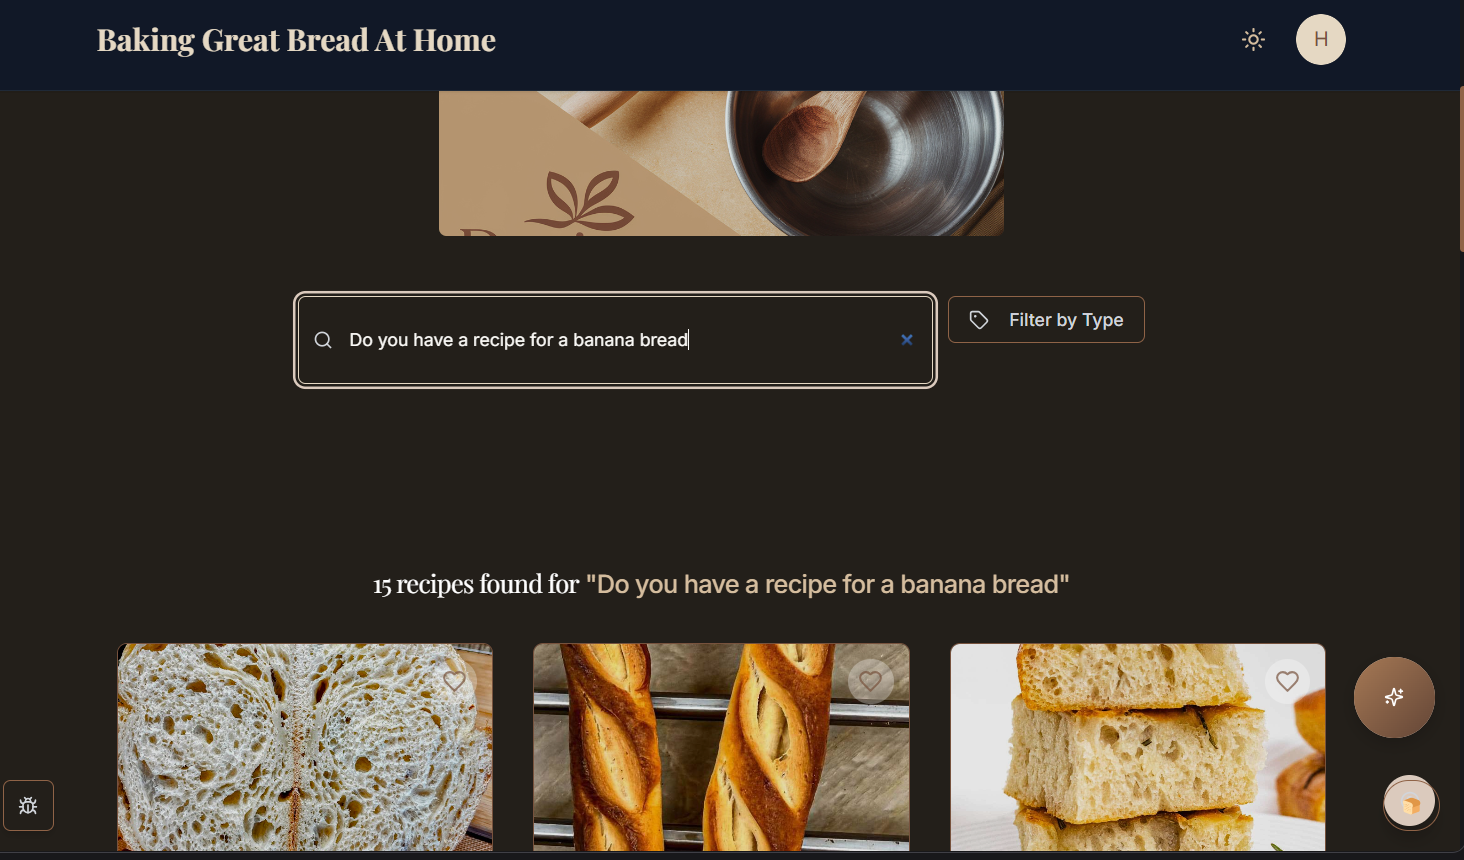 Baking Great Bread At Home
H
Do you have a recipe for a banana bread
Filter by Type
15 recipes found for "Do you have a recipe for a banana bread"